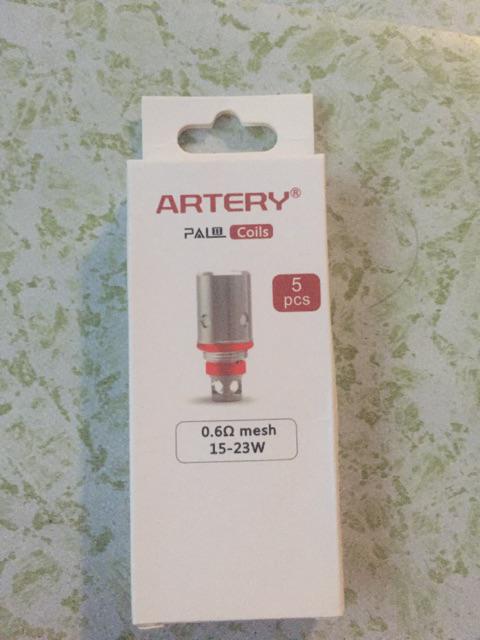 ARTERY®
PAL II Coils
5
pcs
0.6Ω mesh
15-23W